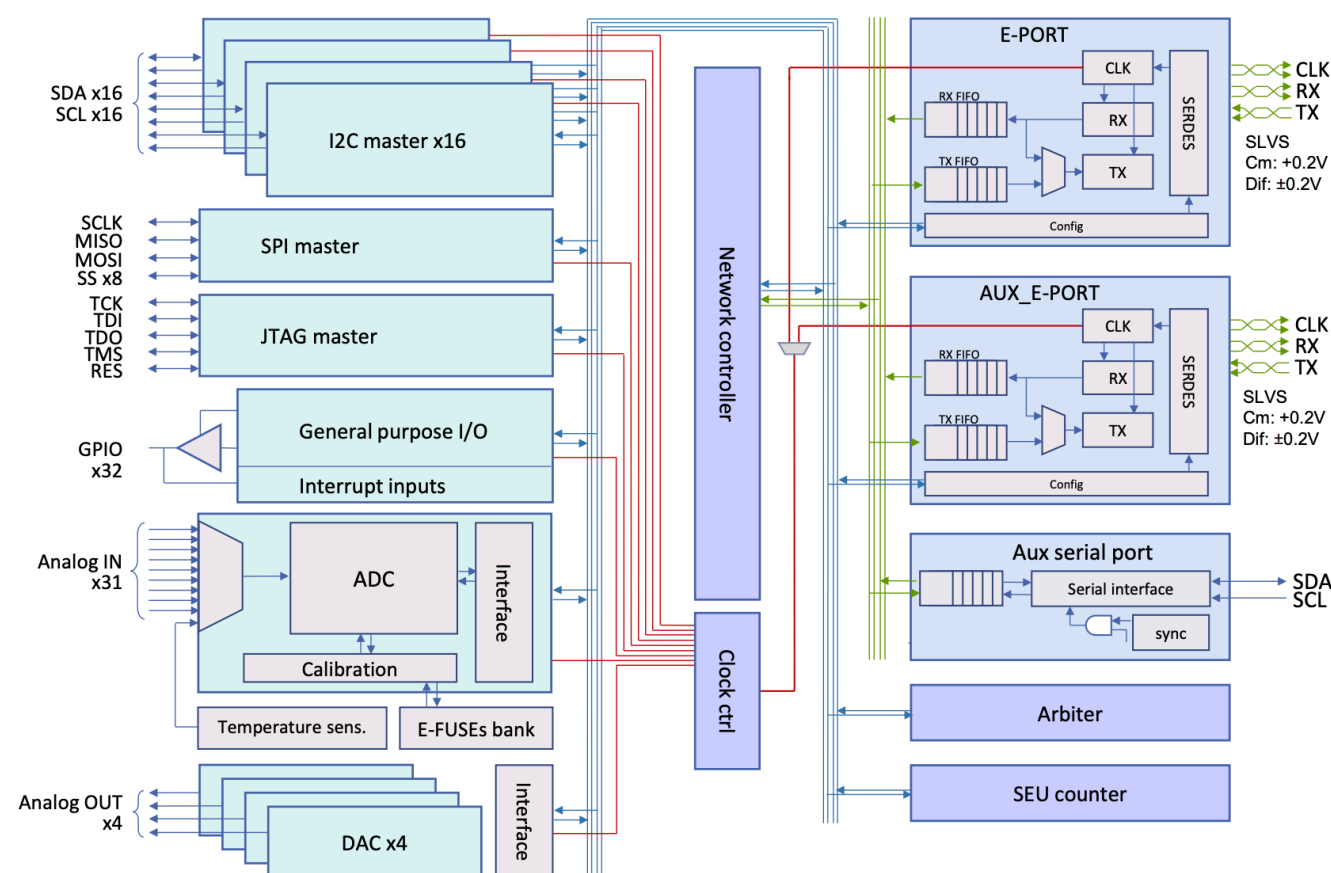 SDA x16
SCL x16
I2C master x16
SCLK
MISO
MOSI
SS x8
SPI master
TCK
TDI
TDO
TMS
RES
JTAG master
GPIO
x32
General purpose I/O
Interrupt inputs
Analog IN
x31
ADC
Interface
Calibration
Temperature sens.
E-FUSEs bank
Analog OUT
x4
DAC x4
Interface
Network controller
Clock ctrl
E-PORT
CLK
RX FIFO
RX
TX FIFO
TX
SERDES
Config
CLK
RX
TX
SLVS
Cm: +0.2V
Dif: ±0.2V
AUX_E-PORT
CLK
RX FIFO
RX
TX FIFO
TX
SERDES
Config
CLK
RX
TX
SLVS
Cm: +0.2V
Dif: ±0.2V
Aux serial port
Serial interface
sync
SDA
SCL
Arbiter
SEU counter